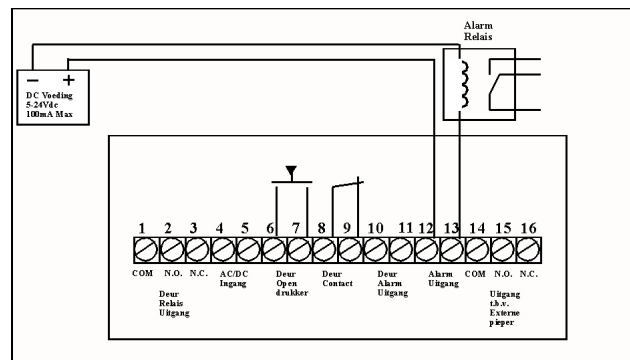 Alarm
Relais
− +
DC Voeding
5-24Vdc
100mA Max
1 2 3 4 5 6 7 8 9 10 11 12 13 14 15 16
COM N.O. N.C. AC/DC Ingang Deur Open drukker Deur Contact Deur Alarm Uitgang Alarm Uitgang COM N.O. N.C.
Deur
Relais
Uitgang
Uitgang
t.b.v.
Externe
pieper